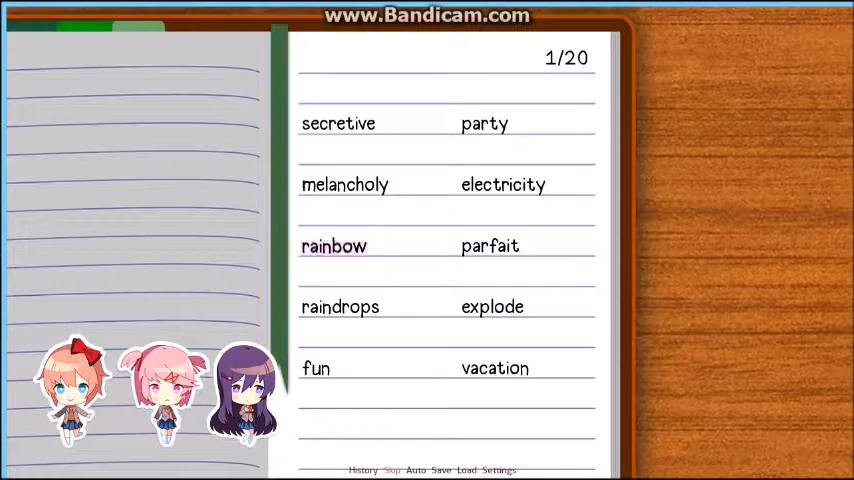 www.Bandicam.com
1/20
secretive party
melancholy electricity
rainbow parfait
raindrops explode
fun vacation
History Skip Auto Save Load Settings